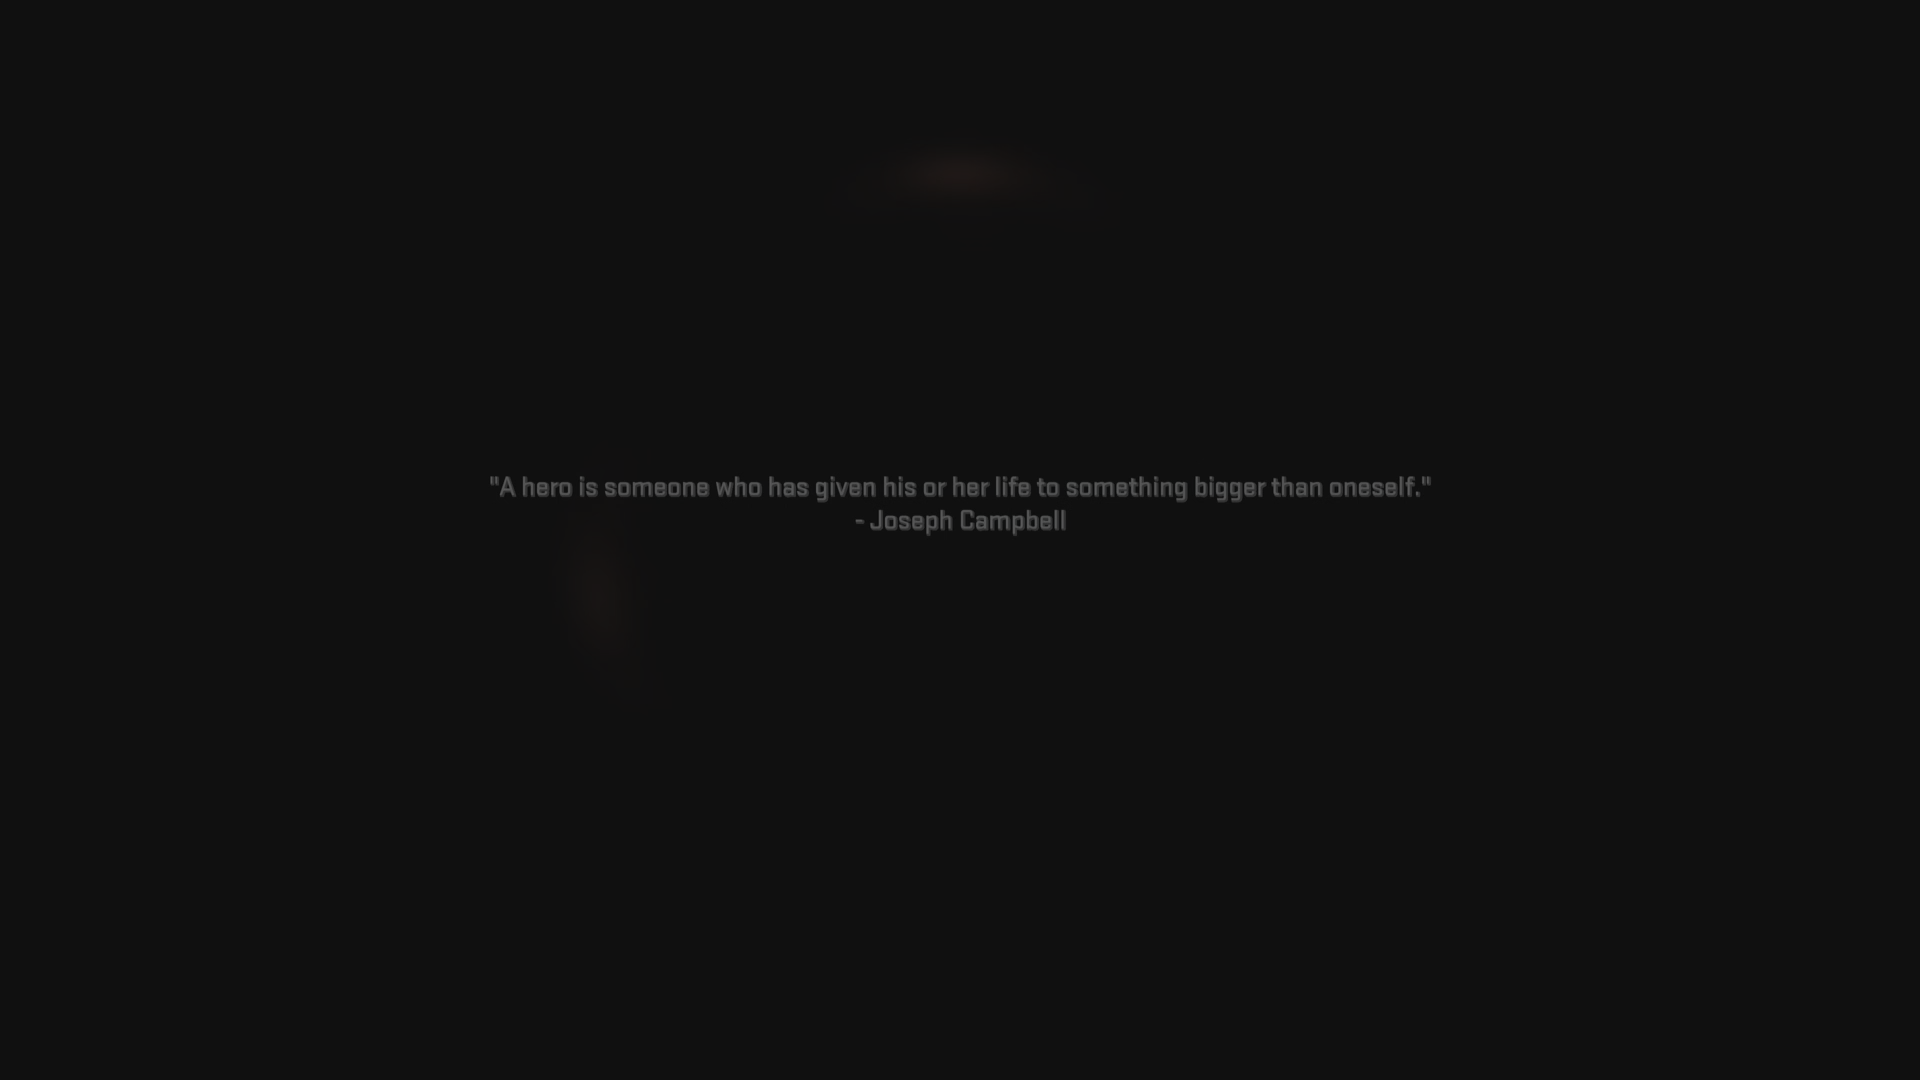 "A hero is someone who has given his or her life to something bigger than oneself."
- Joseph Campbell